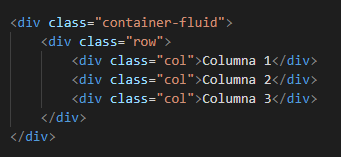 <div class="container-fluid">
    <div class="row">
        <div class="col">Columna 1</div>
        <div class="col">Columna 2</div>
        <div class="col">Columna 3</div>
    </div>
</div>